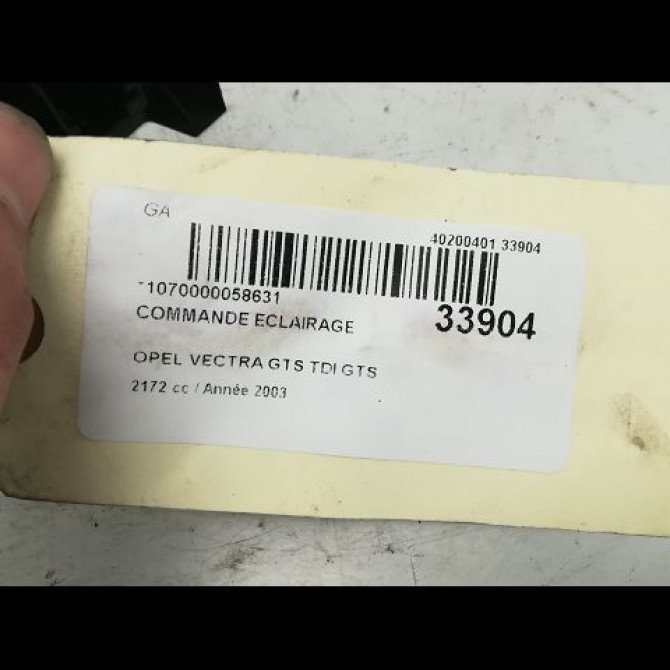 GA
40200401 33904
-1070000058631
COMMANDE ECLAIRAGE
33904
OPEL VECTRA GTS TDI GTS
2172 cc / Année 2003